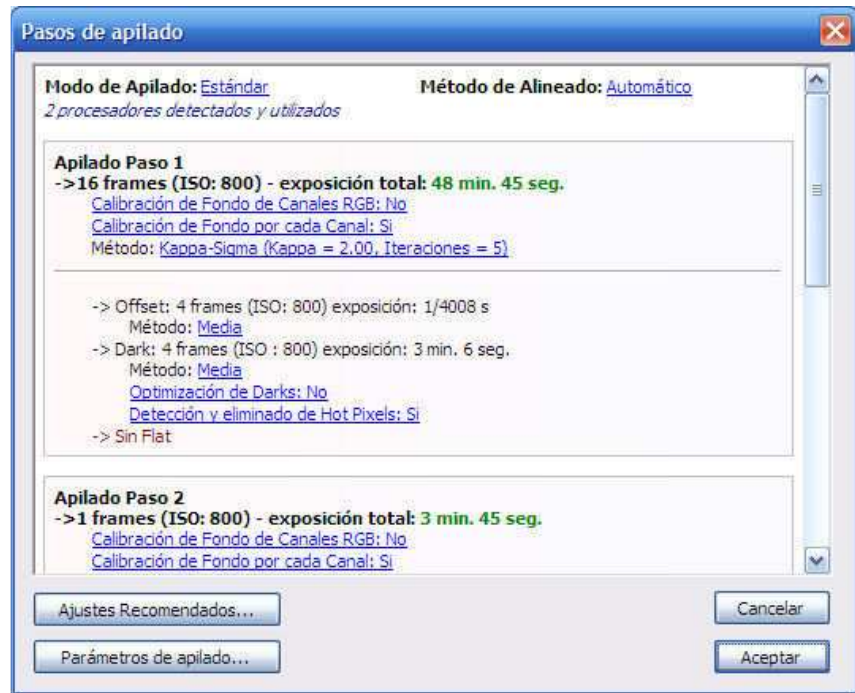 Pasos de apilado
Modo de Apilado: Estándar Método de Alineado: Automático
2 procesadores detectados y utilizados
Apilado Paso 1
->16 frames (ISO: 800) - exposición total: 48 min. 45 seg.
Calibración de Fondo de Canales RGB: No
Calibración de Fondo por cada Canal: Si
Método: Kappa-Sigma (Kappa = 2.00, Iteraciones = 5)
-> Offset: 4 frames (ISO: 800) exposición: 1/4008 s
Método: Media
-> Dark: 4 frames (ISO : 800) exposición: 3 min. 6 seg.
Método: Media
Optimización de Darks: No
Detección y eliminado de Hot Pixels: Si
-> Sin Flat
Apilado Paso 2
->1 frames (ISO: 800) - exposición total: 3 min. 45 seg.
Calibración de Fondo de Canales RGB: No
Calibración de Fondo por cada Canal: Si
Ajustes Recomendados... Cancelar
Parámetros de apilado... Aceptar